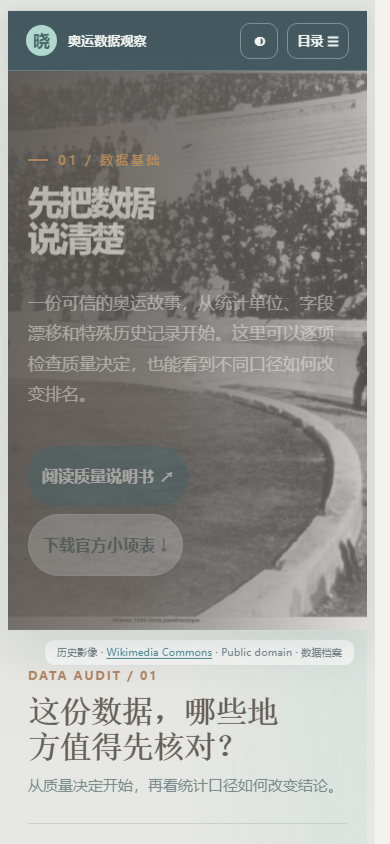 晓 奥运数据观察 目录 ☰
01 / 数据基础
先把数据
说清楚
一份可信的奥运故事，从统计单位、字段
漂移和特殊历史记录开始。这里可以逐项
检查质量决定，也能看到不同口径如何改
变排名。
阅读质量说明书 ↗
下载官方小项表 ↓
历史影像 · Wikimedia Commons · Public domain · 数据档案
DATA AUDIT / 01
这份数据，哪些地
方值得先核对？
从质量决定开始，再看统计口径如何改变结论。